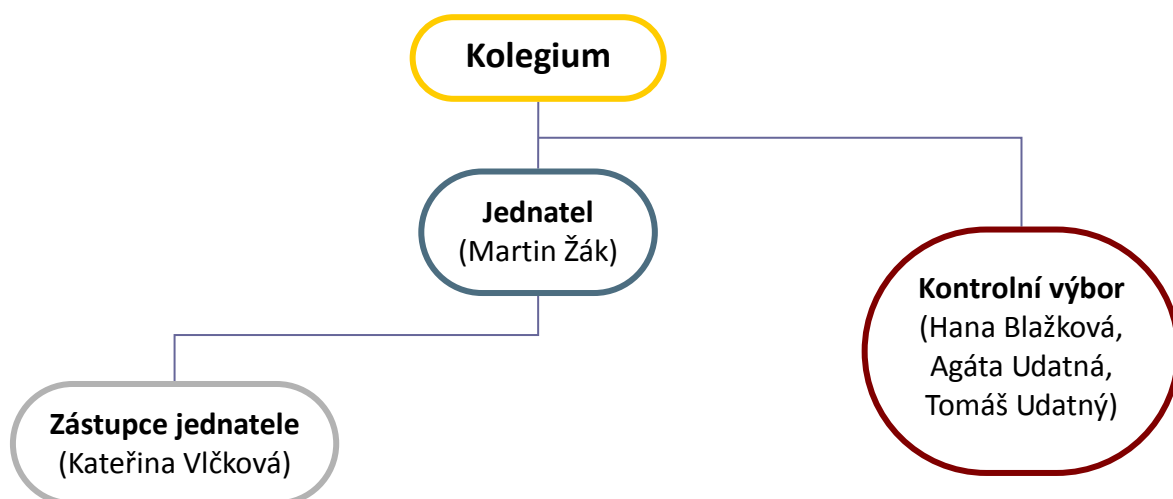 Kolegium
Jednatel
(Martin Žák)
Kontrolní výbor
(Hana Blažková,
Agáta Udatná,
Tomáš Udatný)
Zástupce jednatele
(Kateřina Vlčková)